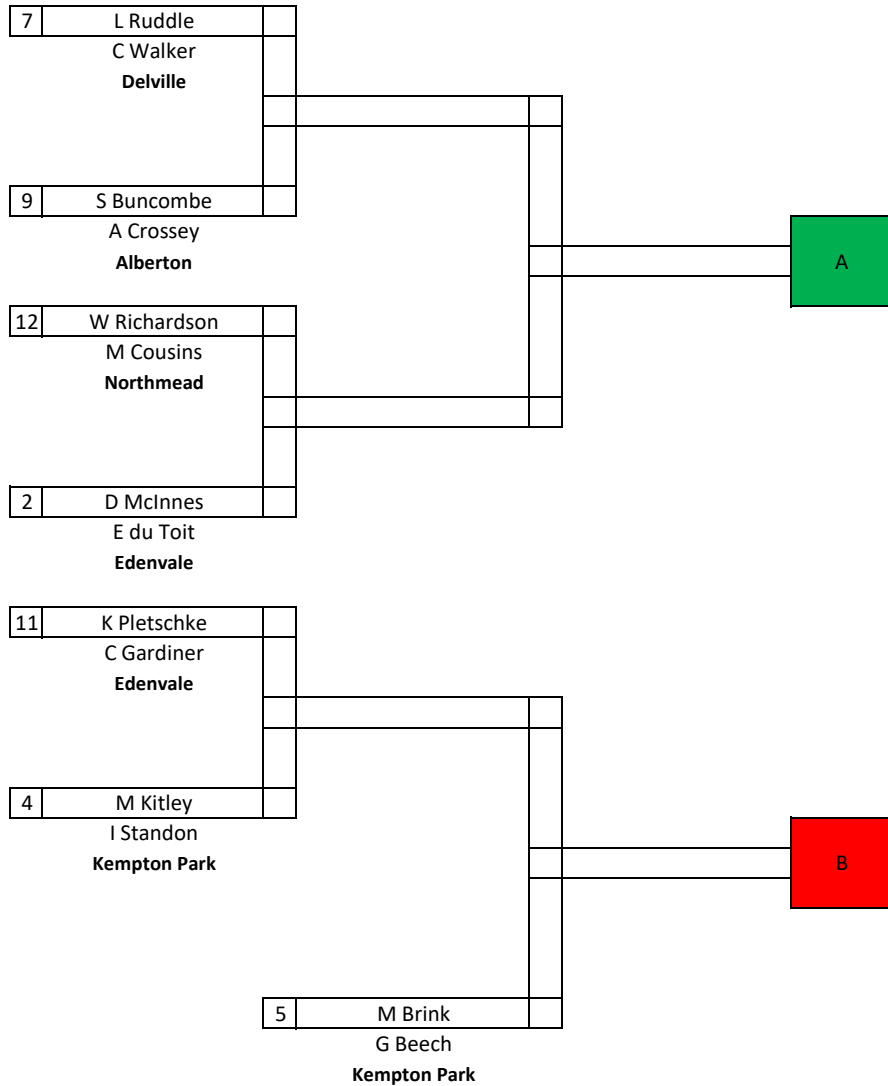 7 L Ruddle
C Walker
Delville
9 S Buncombe
A Crossey
Alberton
A
12 W Richardson
M Cousins
Northmead
2 D McInnes
E du Toit
Edenvale
11 K Pletschke
C Gardiner
Edenvale
4 M Kitley
I Standon
Kempton Park
B
5 M Brink
G Beech
Kempton Park